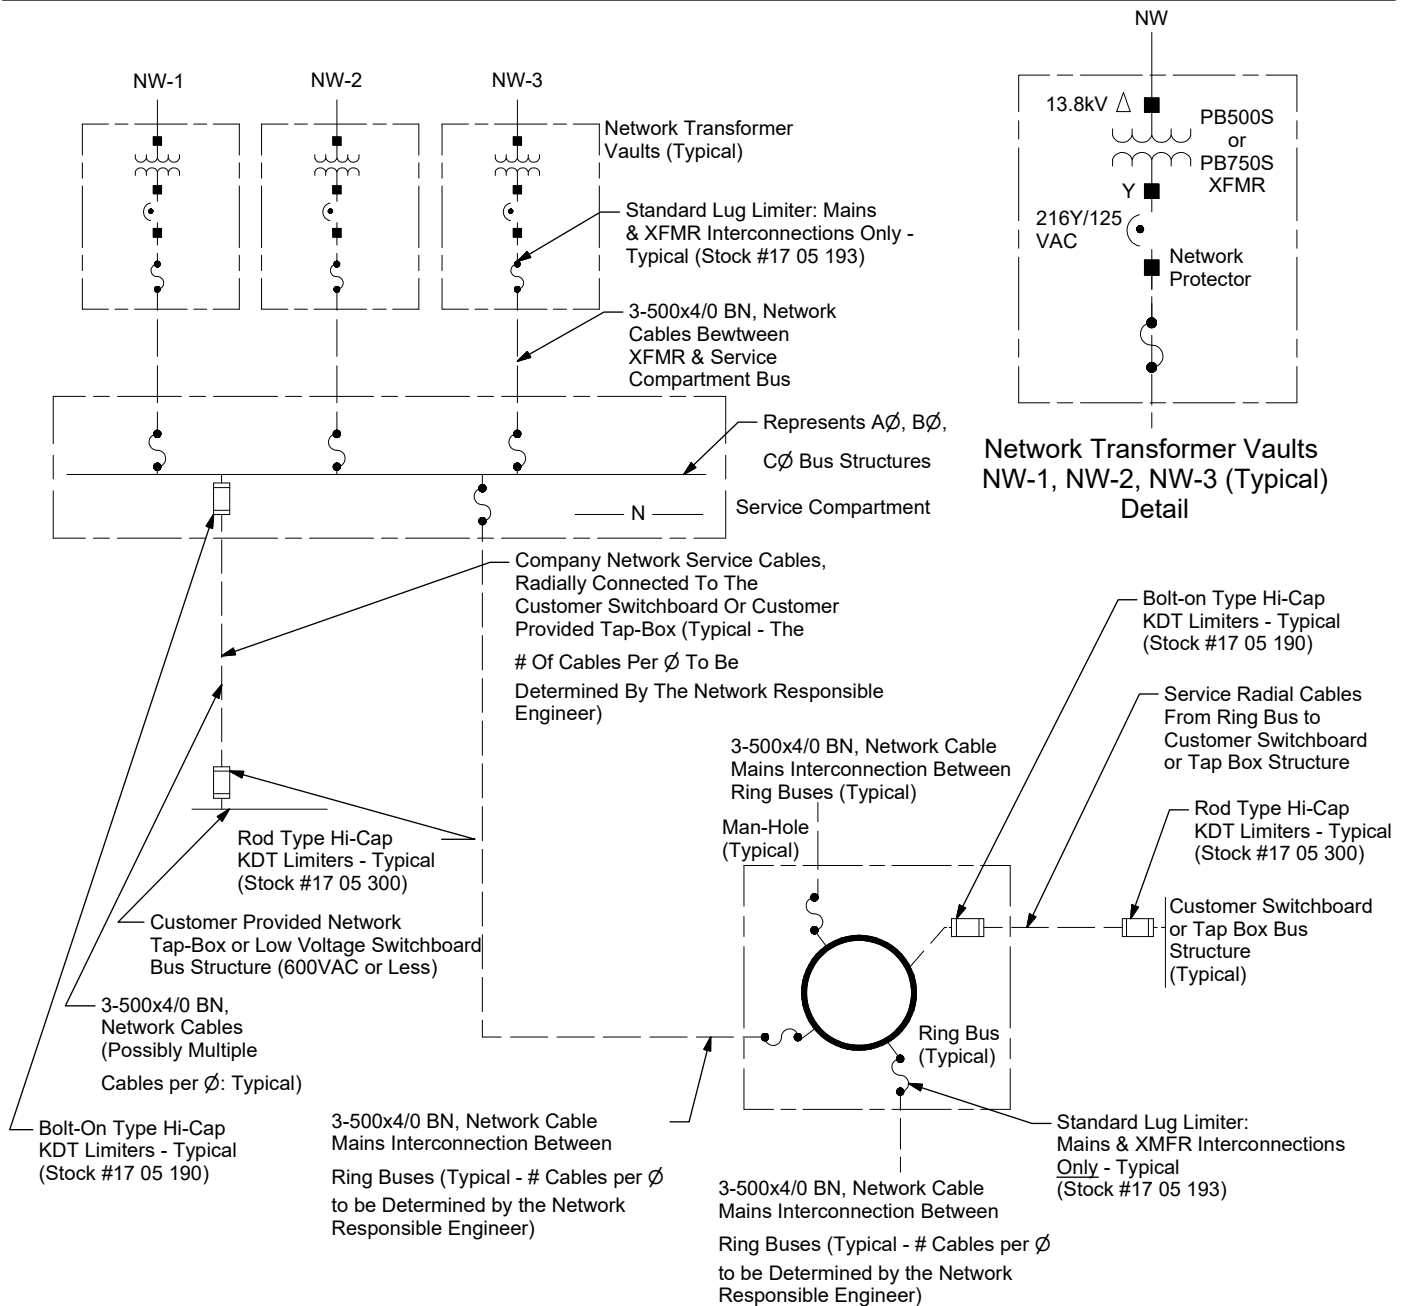 NW-1
NW-2
NW-3
Network Transformer
Vaults (Typical)
Standard Lug Limiter: Mains
& XFMR Interconnections Only -
Typical (Stock #17 05 193)
3-500x4/0 BN, Network
Cables Bewtween
XFMR & Service
Compartment Bus
Represents AØ, BØ,
CØ Bus Structures
N
Service Compartment
NW
13.8kV
PB500S
or
PB750S
XFMR
Y
216Y/125
VAC
Network
Protector
Network Transformer Vaults
NW-1, NW-2, NW-3 (Typical)
Detail
Company Network Service Cables,
Radially Connected To The
Customer Switchboard Or Customer
Provided Tap-Box (Typical - The
# Of Cables Per Ø To Be
Determined By The Network Responsible
Engineer)
Bolt-on Type Hi-Cap
KDT Limiters - Typical
(Stock #17 05 190)
Service Radial Cables
From Ring Bus to
Customer Switchboard
or Tap Box Structure
3-500x4/0 BN, Network Cable
Mains Interconnection Between
Ring Buses (Typical)
Man-Hole
(Typical)
Rod Type Hi-Cap
KDT Limiters - Typical
(Stock #17 05 300)
Rod Type Hi-Cap
KDT Limiters - Typical
(Stock #17 05 300)
Customer Switchboard
or Tap Box Bus
Structure
(Typical)
Customer Provided Network
Tap-Box or Low Voltage Switchboard
Bus Structure (600VAC or Less)
3-500x4/0 BN,
Network Cables
(Possibly Multiple
Cables per Ø: Typical)
Ring Bus
(Typical)
Bolt-On Type Hi-Cap
KDT Limiters - Typical
(Stock #17 05 190)
3-500x4/0 BN, Network Cable
Mains Interconnection Between
Ring Buses (Typical - # Cables per Ø
to be Determined by the Network
Responsible Engineer)
Standard Lug Limiter:
Mains & XMFR Interconnections
Only - Typical
(Stock #17 05 193)
3-500x4/0 BN, Network Cable
Mains Interconnection Between
Ring Buses (Typical - # Cables per Ø
to be Determined by the Network
Responsible Engineer)